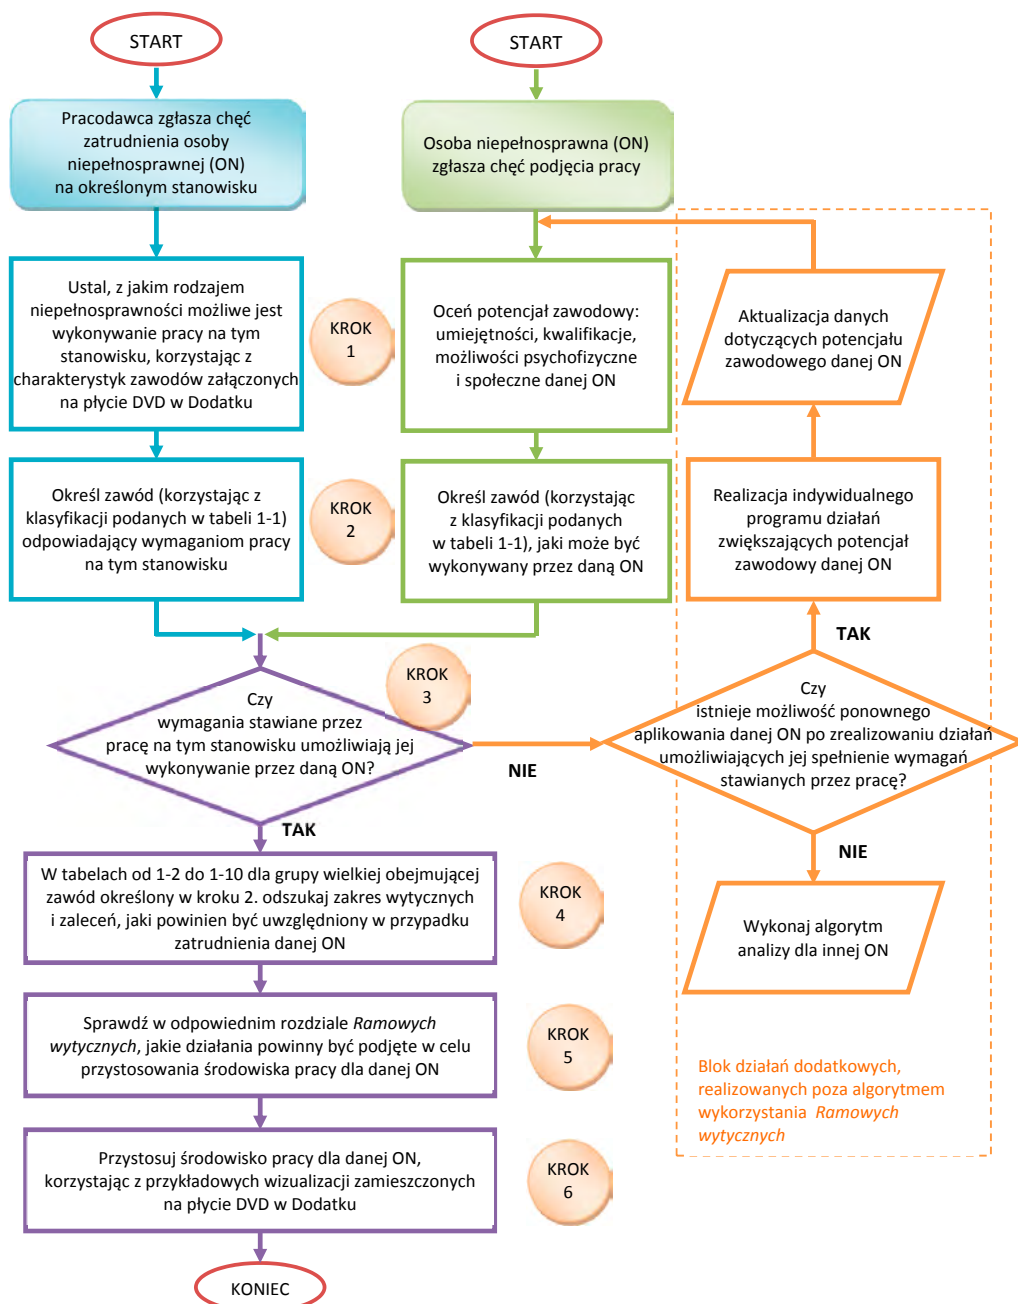 START
Pracodawca zgłasza chęć
zatrudnienia osoby
niepełnosprawnej (ON)
na określonym stanowisku
START
Osoba niepełnosprawna (ON)
zgłasza chęć podjęcia pracy
Ustal, z jakim rodzajem
niepełnosprawności możliwe jest
wykonywanie pracy na tym
stanowisku, korzystając z
charakterystyk zawodów załączonych
na płycie DVD w Dodatku
KROK
1
Oceń potencjał zawodowy:
umiejętności, kwalifikacje,
możliwości psychofizyczne
i społeczne danej ON
Aktualizacja danych
dotyczących potencjału
zawodowego danej ON
Określ zawód (korzystając z
klasyfikacji podanych w tabeli 1-1)
odpowiadający wymaganiom pracy
na tym stanowisku
KROK
2
Określ zawód (korzystając
z klasyfikacji podanych
w tabeli 1-1), jaki może być
wykonywany przez daną ON
Realizacja indywidualnego
programu działań
zwiększających potencjał
zawodowy danej ON
TAK
KROK
3
Czy
wymagania stawiane przez
pracę na tym stanowisku umożliwiają jej
wykonywanie przez daną ON?
NIE
Czy
istnieje możliwość ponownego
aplikowania danej ON po zrealizowaniu działań
umożliwiających jej spełnienie wymagań
stawianych przez pracę?
TAK
NIE
W tabelach od 1-2 do 1-10 dla grupy wielkiej obejmującej
zawód określony w kroku 2. odszukaj zakres wytycznych
i zaleceń, jaki powinien być uwzględniony w przypadku
zatrudnienia danej ON
KROK
4
Wykonaj algorytm
analizy dla innej ON
Sprawdź w odpowiednim rozdziale Ramowych
wytycznych, jakie działania powinny być podjęte w celu
przystosowania środowiska pracy dla danej ON
KROK
5
Blok działań dodatkowych,
realizowanych poza algorytmem
wykorzystania Ramowych
wytycznych
Przystosuj środowisko pracy dla danej ON,
korzystając z przykładowych wizualizacji zamieszczonych
na płycie DVD w Dodatku
KROK
6
KONIEC